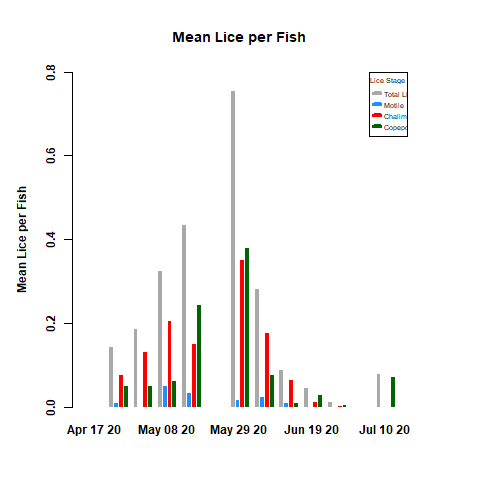 Mean Lice per Fish
Mean Lice per Fish
0.8
0.6
0.4
0.2
0.0
Lice Stage
Total Li
Motile
Chalim
Copepo
Apr 17 20 May 08 20 May 29 20 Jun 19 20 Jul 10 20